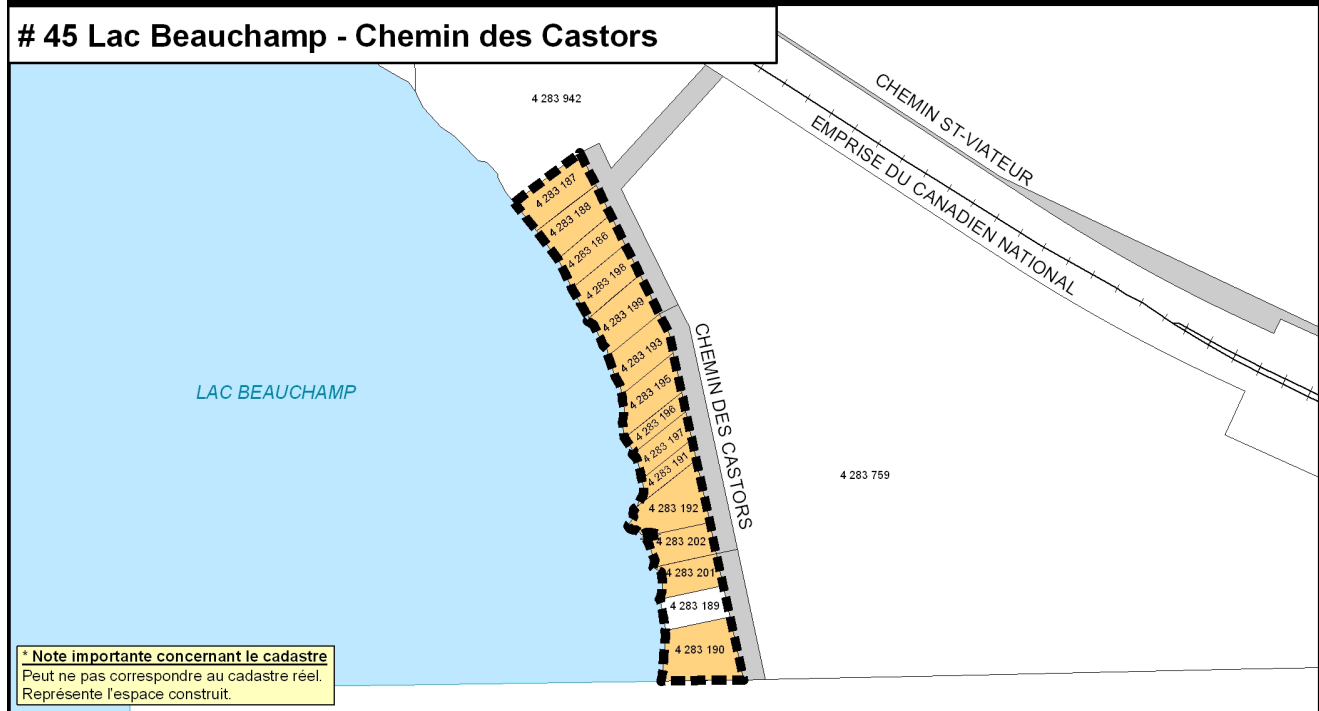 # 45 Lac Beauchamp - Chemin des Castors
4 283 942
CHEMIN ST-VIATEUR
EMPRISE DU CANADIEN NATIONAL
4 283 187
4 283 188
4 283 186
4 283 198
4 283 199
4 283 193
4 283 195
4 283 196
4 283 197
4 283 191
4 283 192
4 283 202
4 283 201
4 283 189
4 283 190
CHEMIN DES CASTORS
LAC BEAUCHAMP
4 283 759
* Note importante concernant le cadastre
Peut ne pas correspondre au cadastre réel.
Représente l'espace construit.